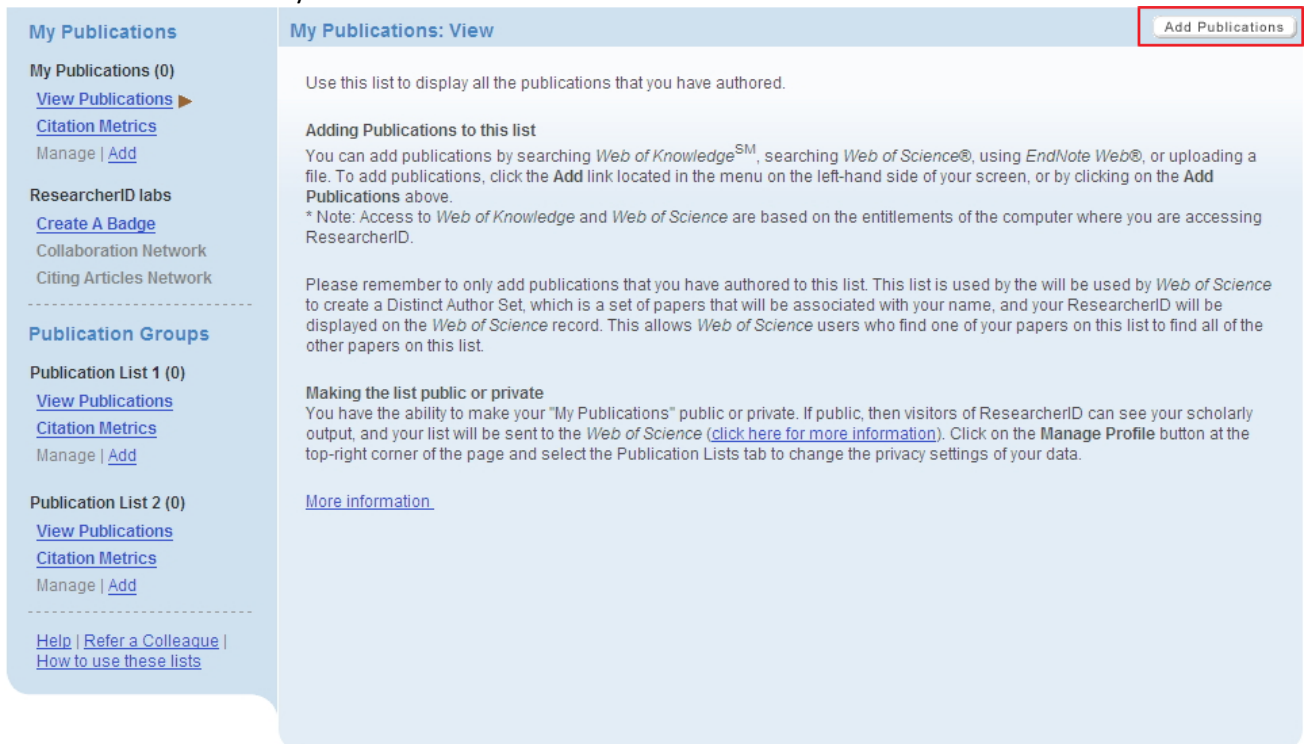 My Publications
My Publications (0)
View Publications
Citation Metrics
Manage | Add
ResearcherID labs
Create A Badge
Collaboration Network
Citing Articles Network
Publication Groups
Publication List 1 (0)
View Publications
Citation Metrics
Manage | Add
Publication List 2 (0)
View Publications
Citation Metrics
Manage | Add
Help | Refer a Colleague |
How to use these lists
My Publications: View
Add Publications
Use this list to display all the publications that you have authored.
Adding Publications to this list
You can add publications by searching Web of Knowledge SM, searching Web of Science®, using EndNote Web®, or uploading a
file. To add publications, click the Add link located in the menu on the left-hand side of your screen, or by clicking on the Add
Publications above.
* Note: Access to Web of Knowledge and Web of Science are based on the entitlements of the computer where you are accessing
ResearcherID.
Please remember to only add publications that you have authored to this list. This list is used by the will be used by Web of Science
to create a Distinct Author Set, which is a set of papers that will be associated with your name, and your ResearcherID will be
displayed on the Web of Science record. This allows Web of Science users who find one of your papers on this list to find all of the
other papers on this list.
Making the list public or private
You have the ability to make your "My Publications" public or private. If public, then visitors of ResearcherID can see your scholarly
output, and your list will be sent to the Web of Science (click here for more information). Click on the Manage Profile button at the
top-right corner of the page and select the Publication Lists tab to change the privacy settings of your data.
More information